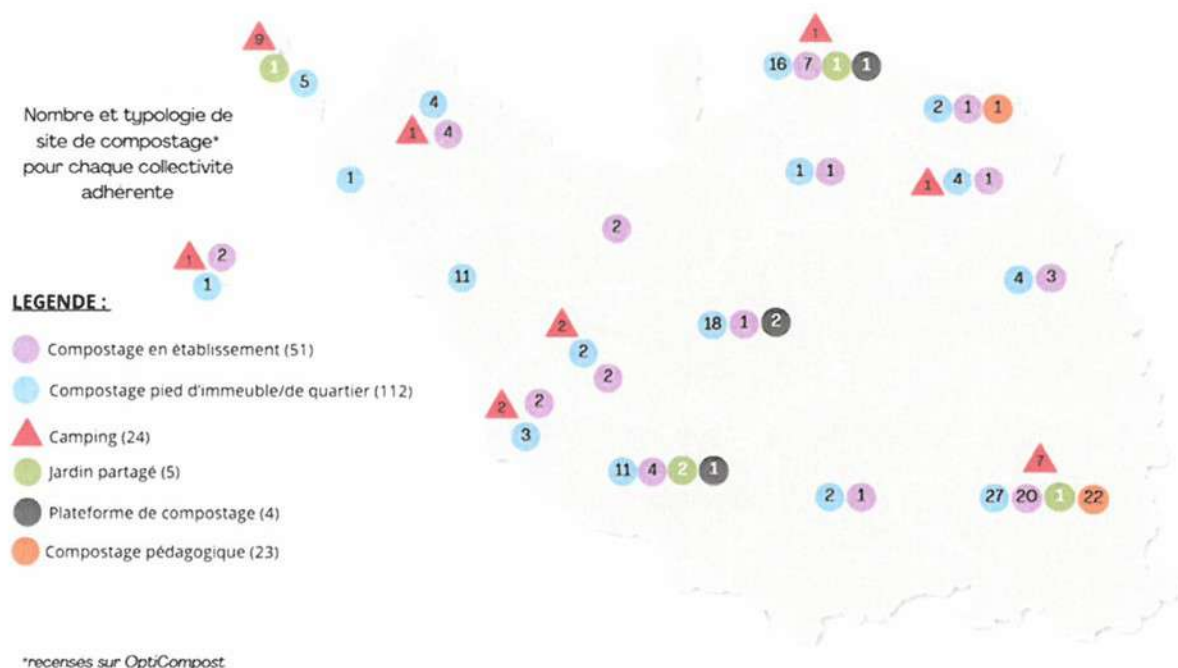 9
1
5
1
16 7 1 1
Nombre et typologie de
site de compostage*
pour chaque collectivité
adhérente
4
1 4
2 1 1
1
1 1
1 4 1
2
1 2
1
11
4 3
LEGENDE :
18 1 2
2
2
2
Compostage en établissement (51)
Compostage pied d'immeuble/de quartier (112)
2 2
3
Camping (24)
Jardin partagé (5)
Plateforme de compostage (4)
Compostage pédagogique (23)
11 4 2 1
7
2 1
27 20 1 22
*recensés sur OptiCompost